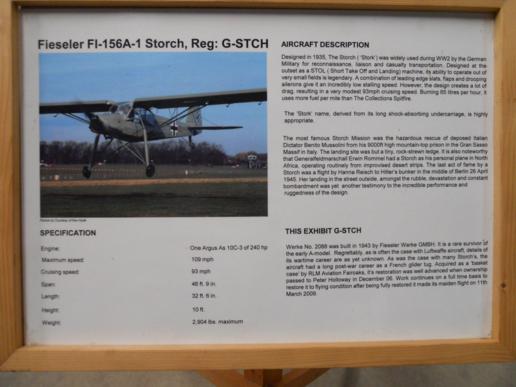 Fieseler FI-156A-1 Storch, Reg: G-STCH
SPECIFICATION
Engine: One Argus As 10C-3 of 240 hp
Maximum speed: 109 mph
Cruising speed: 93 mph
Span: 46 ft. 9 in.
Length: 32 ft. 6 in.
Height: 10 ft.
Weight: 2,904 lbs. maximum
AIRCRAFT DESCRIPTION
Designed in 1935, The Storch ( 'Stork') was widely used during WW2 by the German
Military for reconnaissance, liaison and casualty transportation. Designed at the
outset as a STOL ( Short Take Off and Landing) machine, its ability to operate out of
very small fields is legendary. A combination of leading edge slats, flaps and drooping
ailerons give it an incredibly low stalling speed. However, the design creates a lot of
drag, resulting in a very modest 93mph cruising speed. Burning 65 litres per hour, it
uses more fuel per mile than The Collections Spitfire.
The 'Stork' name, derived from its long shock-absorbing undercarriage, is highly
appropriate.
The most famous Storch Mission was the hazardous rescue of deposed Italian
Dictator Benito Mussolini from his 9000ft high mountain-top prison in the Gran Sasso
Massif in Italy. The landing site was but a tiny, rock-strewn ledge. It is also noteworthy
that Generalfeldmarschall Erwin Rommel had a Storch as his personal plane in North
Africa, operating routinely from improvised desert strips. The last act of fame by a
Storch was a flight by Hanna Reisch to Hitler's bunker in the middle of Berlin 26 April
1945. Her landing in the street outside, amongst the rubble, devastation and constant
bombardment was yet another testimony to the incredible performance and
ruggedness of the design.
THIS EXHIBIT G-STCH
Werke No. 2088 was built in 1943 by Fieseler Werke GMBH. It is a rare survivor of
the early A-model. Regrettably, as is often the case with Luftwaffe aircraft, details of
its wartime career are as yet unknown. As was the case with many Storch's, the
aircraft had a long post-war career as a French glider tug. Acquired as a 'basket
case' by RLM Aviation Fairoaks, it's restoration was well advanced when ownership
passed to Peter Holloway in December 06. Work continues on a full time basis to
restore it to flying condition after being fully restored it made its maiden flight on 11th
March 2009.